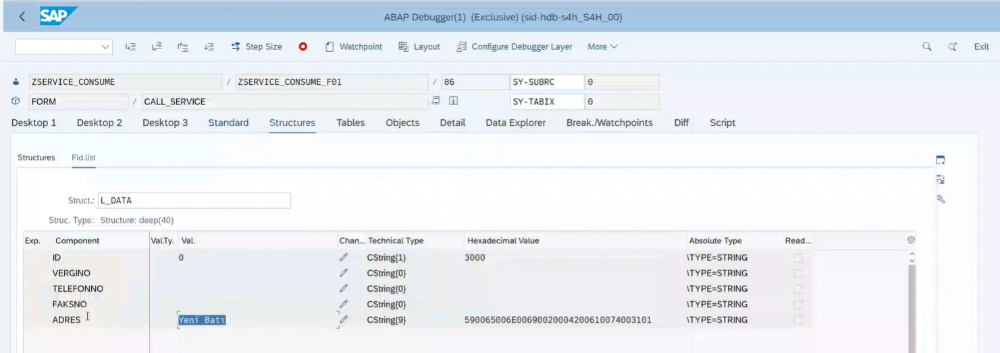 SAP ABAP Debugger(1) (Exclusive) (sid-hdb-s4h_S4H_00)
Step Size Watchpoint Layout Configure Debugger Layer More Exit
ZSERVICE_CONSUME / ZSERVICE_CONSUME_F01 / 86 SY-SUBRC 0
FORM / CALL_SERVICE SY-TABIX 0
Desktop 1 Desktop 2 Desktop 3 Standard Structures Tables Objects Detail Data Explorer Break./Watchpoints Diff Script
Structures Fld.list
Struct.: L_DATA
Struc. Type: Structure: deep(40)
Exp. Component Val.Ty. Val. Chan... Technical Type Hexadecimal Value Absolute Type Read...
ID 0 CString{1} 3000 \TYPE=STRING
VERGINO CString{0} \TYPE=STRING
TELEFONNO CString{0} \TYPE=STRING
FAKSNO CString{0} \TYPE=STRING
ADRES Yeni Batı CString{9} 590065006E00690020004200610074003101 \TYPE=STRING